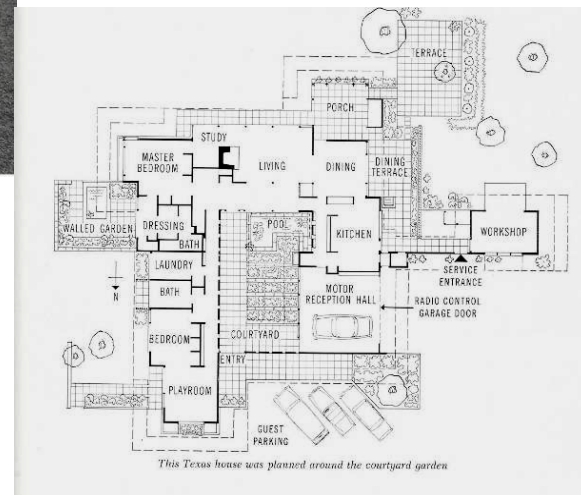 TERRACE
PORCH
STUDY
MASTER
BEDROOM
LIVING
DINING
DINING
TERRACE
DRESSING
WALLED GARDEN
BATH
POOL
KITCHEN
WORKSHOP
LAUNDRY
SERVICE
ENTRANCE
N
BATH
MOTOR
RECEPTION HALL
RADIO CONTROL
GARAGE DOOR
BEDROOM
COURTYARD
ENTRY
PLAYROOM
GUEST
PARKING
This Texas house was planned around the courtyard garden